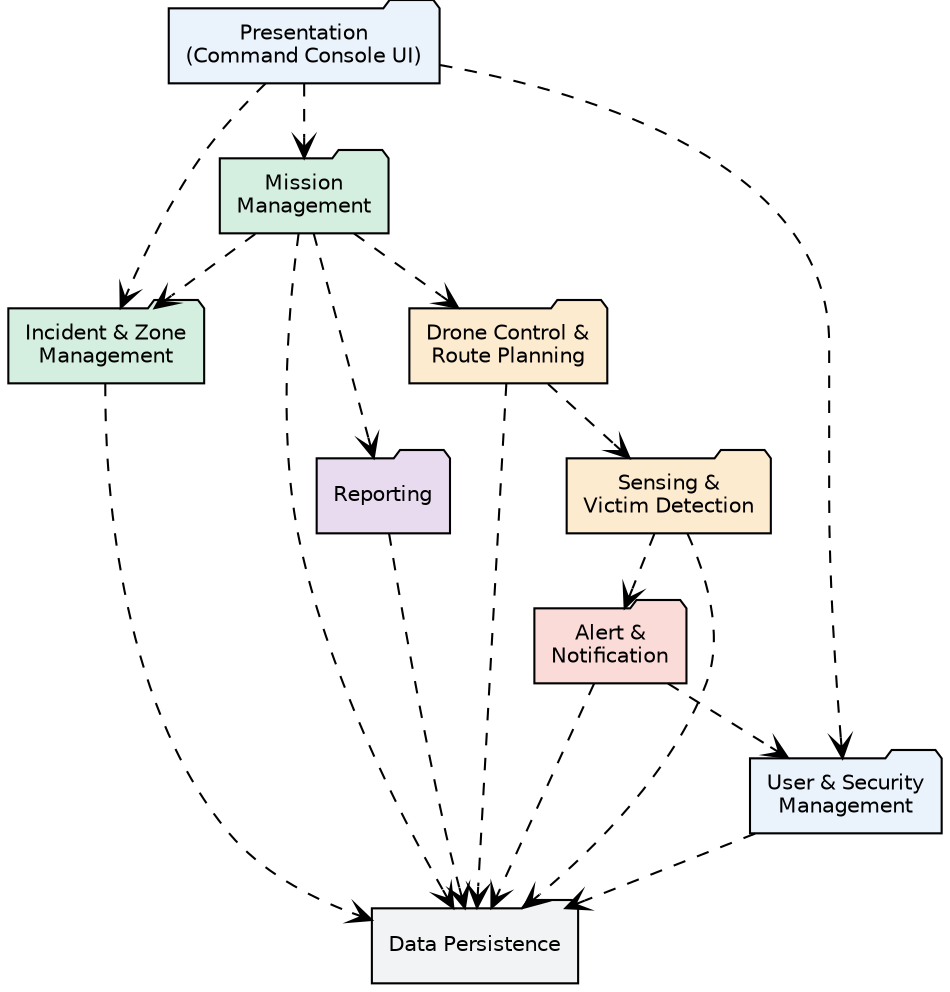 Presentation
(Command Console UI)
Mission
Management
Incident & Zone
Management
Drone Control &
Route Planning
Reporting
Sensing &
Victim Detection
Alert &
Notification
User & Security
Management
Data Persistence